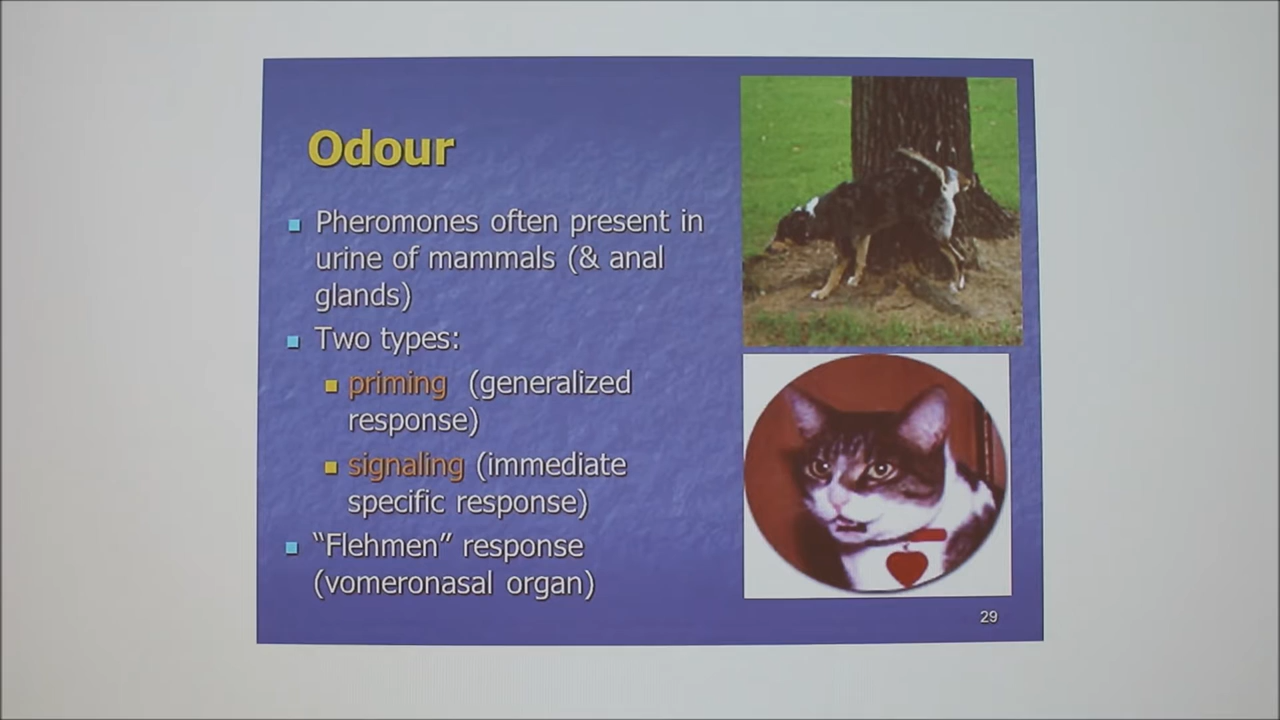 Odour
Pheromones often present in
urine of mammals (& anal
glands)
Two types:
priming (generalized
response)
signaling (immediate
specific response)
“Flehmen” response
(vomeronasal organ)
29